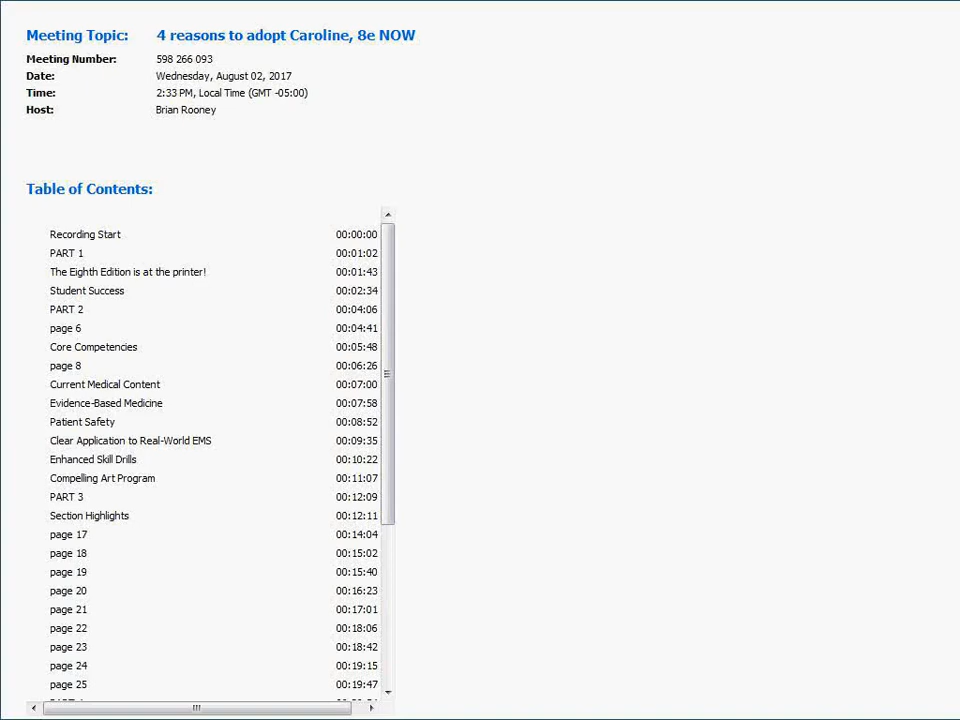 Meeting Topic: 4 reasons to adopt Caroline, 8e NOW
Meeting Number: 598 266 093
Date: Wednesday, August 02, 2017
Time: 2:33 PM, Local Time (GMT -05:00)
Host: Brian Rooney
Table of Contents:
Recording Start 00:00:00
PART 1 00:01:02
The Eighth Edition is at the printer! 00:01:43
Student Success 00:02:34
PART 2 00:04:06
page 6 00:04:41
Core Competencies 00:05:48
page 8 00:06:26
Current Medical Content 00:07:00
Evidence-Based Medicine 00:07:58
Patient Safety 00:08:52
Clear Application to Real-World EMS 00:09:35
Enhanced Skill Drills 00:10:22
Compelling Art Program 00:11:07
PART 3 00:12:09
Section Highlights 00:12:11
page 17 00:14:04
page 18 00:15:02
page 19 00:15:40
page 20 00:16:23
page 21 00:17:01
page 22 00:18:06
page 23 00:18:42
page 24 00:19:15
page 25 00:19:47